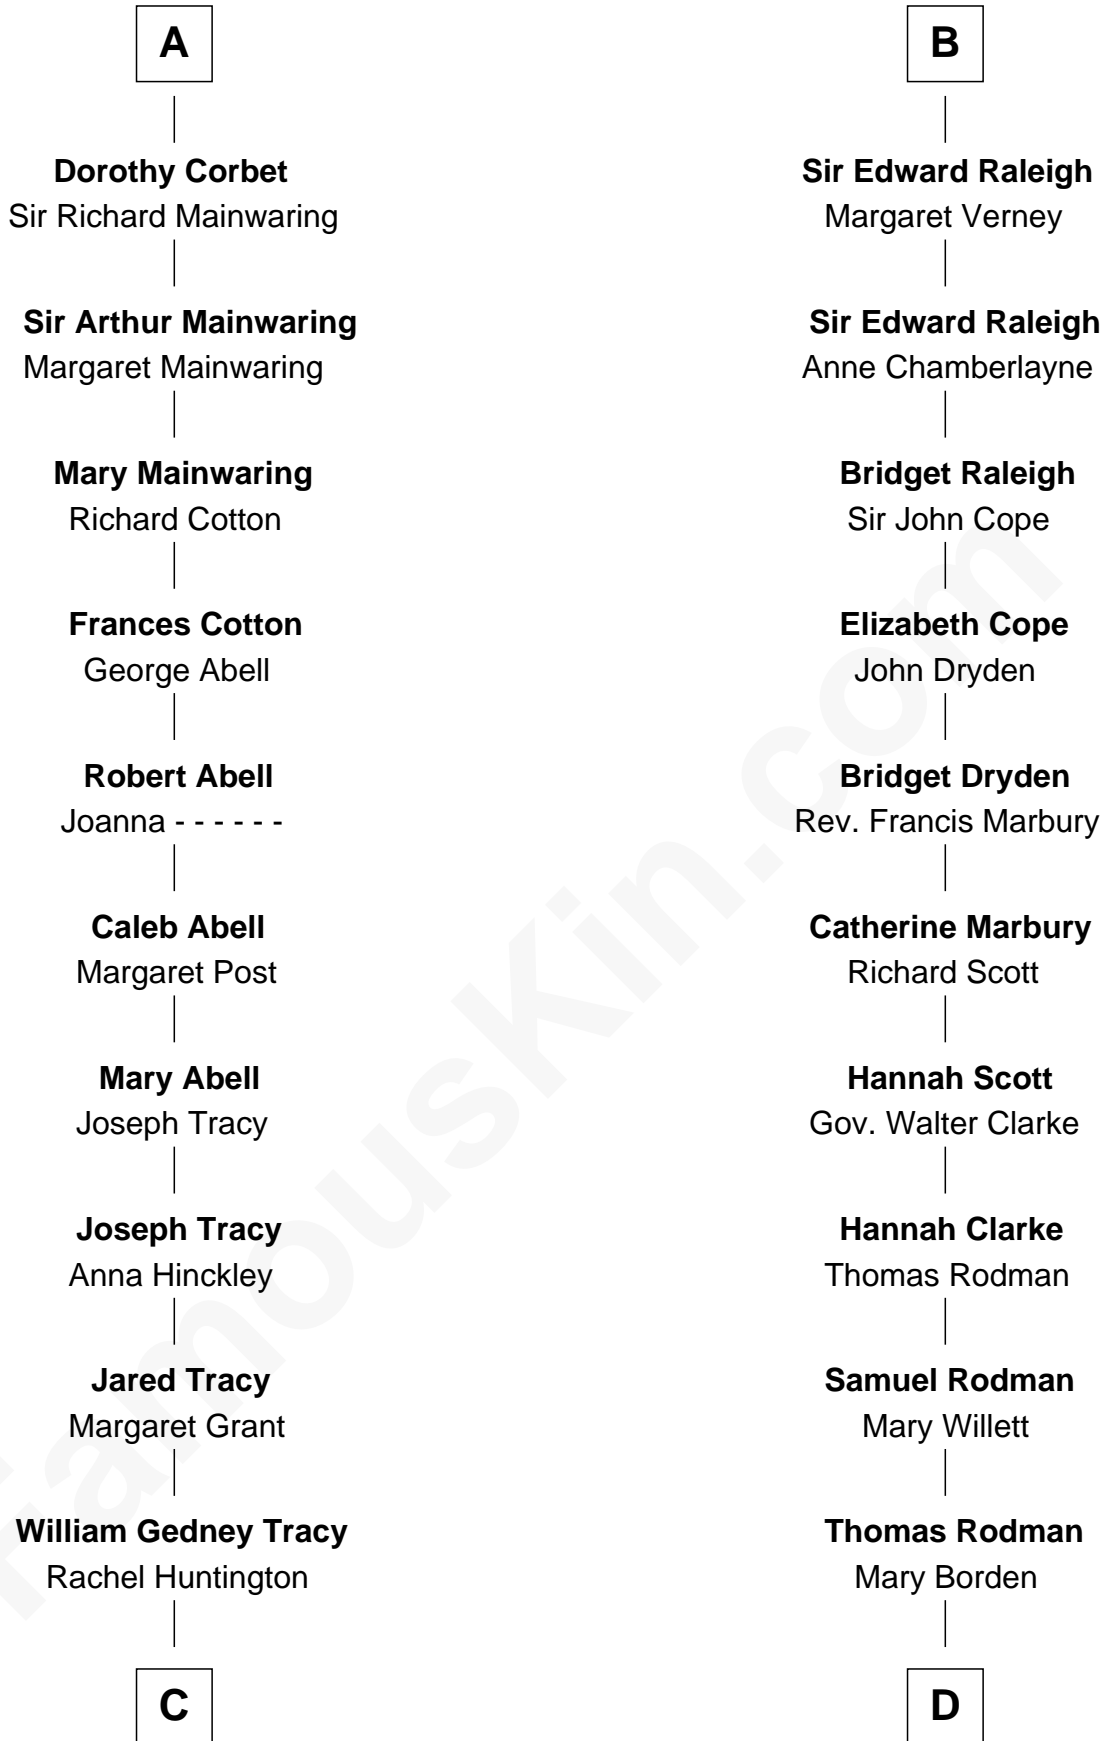 A
Dorothy Corbet
Sir Richard Mainwaring
Sir Arthur Mainwaring
Margaret Mainwaring
Mary Mainwaring
Richard Cotton
Frances Cotton
George Abell
Robert Abell
Joanna - - - - - -
Caleb Abell
Margaret Post
Mary Abell
Joseph Tracy
Joseph Tracy
Anna Hinckley
Jared Tracy
Margaret Grant
William Gedney Tracy
Rachel Huntington
C
B
Sir Edward Raleigh
Margaret Verney
Sir Edward Raleigh
Anne Chamberlayne
Bridget Raleigh
Sir John Cope
Elizabeth Cope
John Dryden
Bridget Dryden
Rev. Francis Marbury
Catherine Marbury
Richard Scott
Hannah Scott
Gov. Walter Clarke
Hannah Clarke
Thomas Rodman
Samuel Rodman
Mary Willett
Thomas Rodman
Mary Borden
D
FamousKin.com